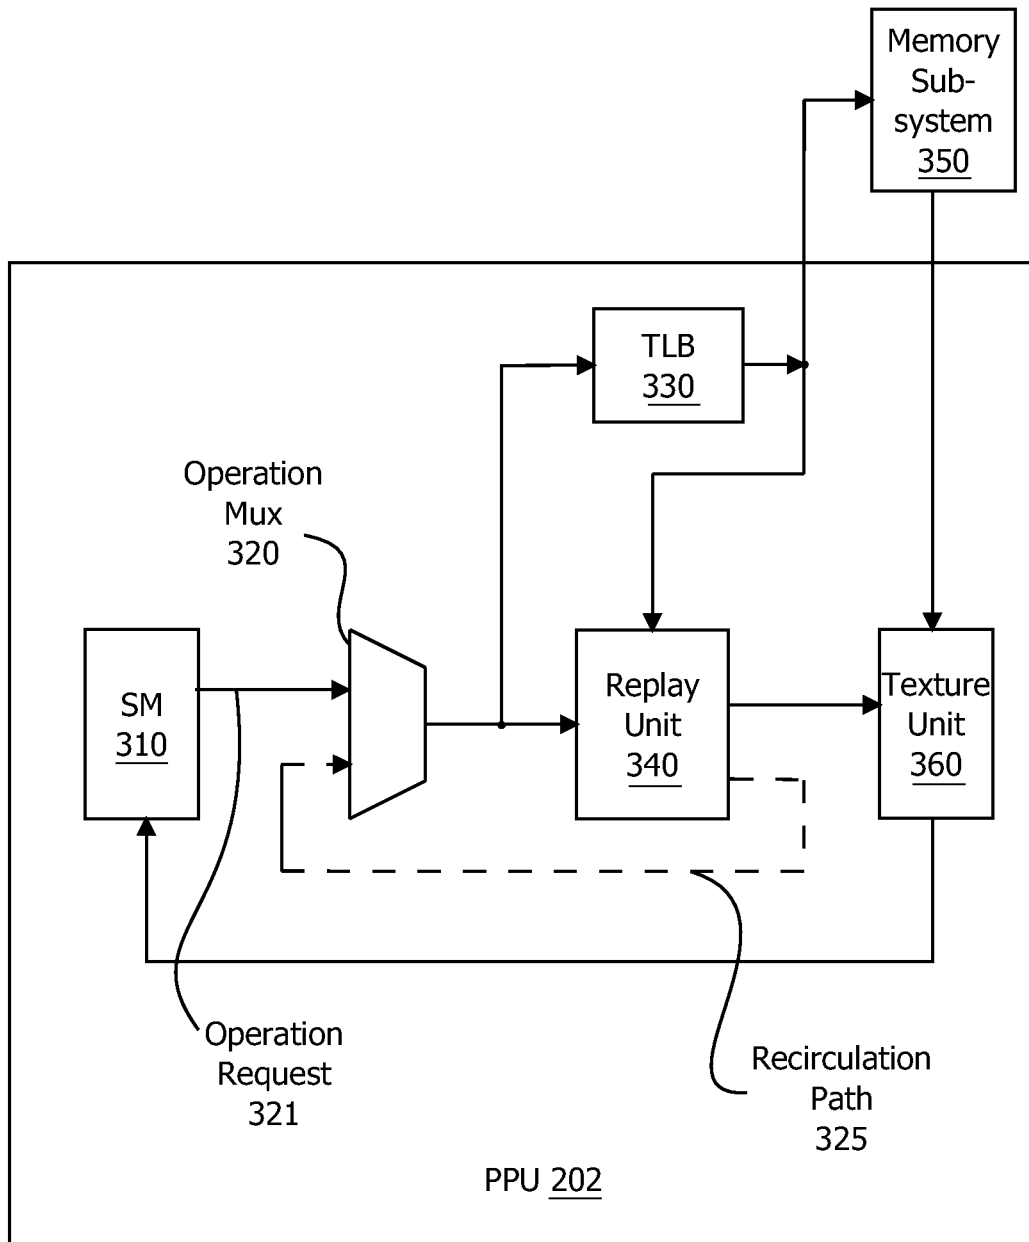 Memory
Sub-
system
350
TLB
330
Operation
Mux
320
SM
310
Replay
Unit
340
Texture
Unit
360
Operation
Request
321
Recirculation
Path
325
PPU 202